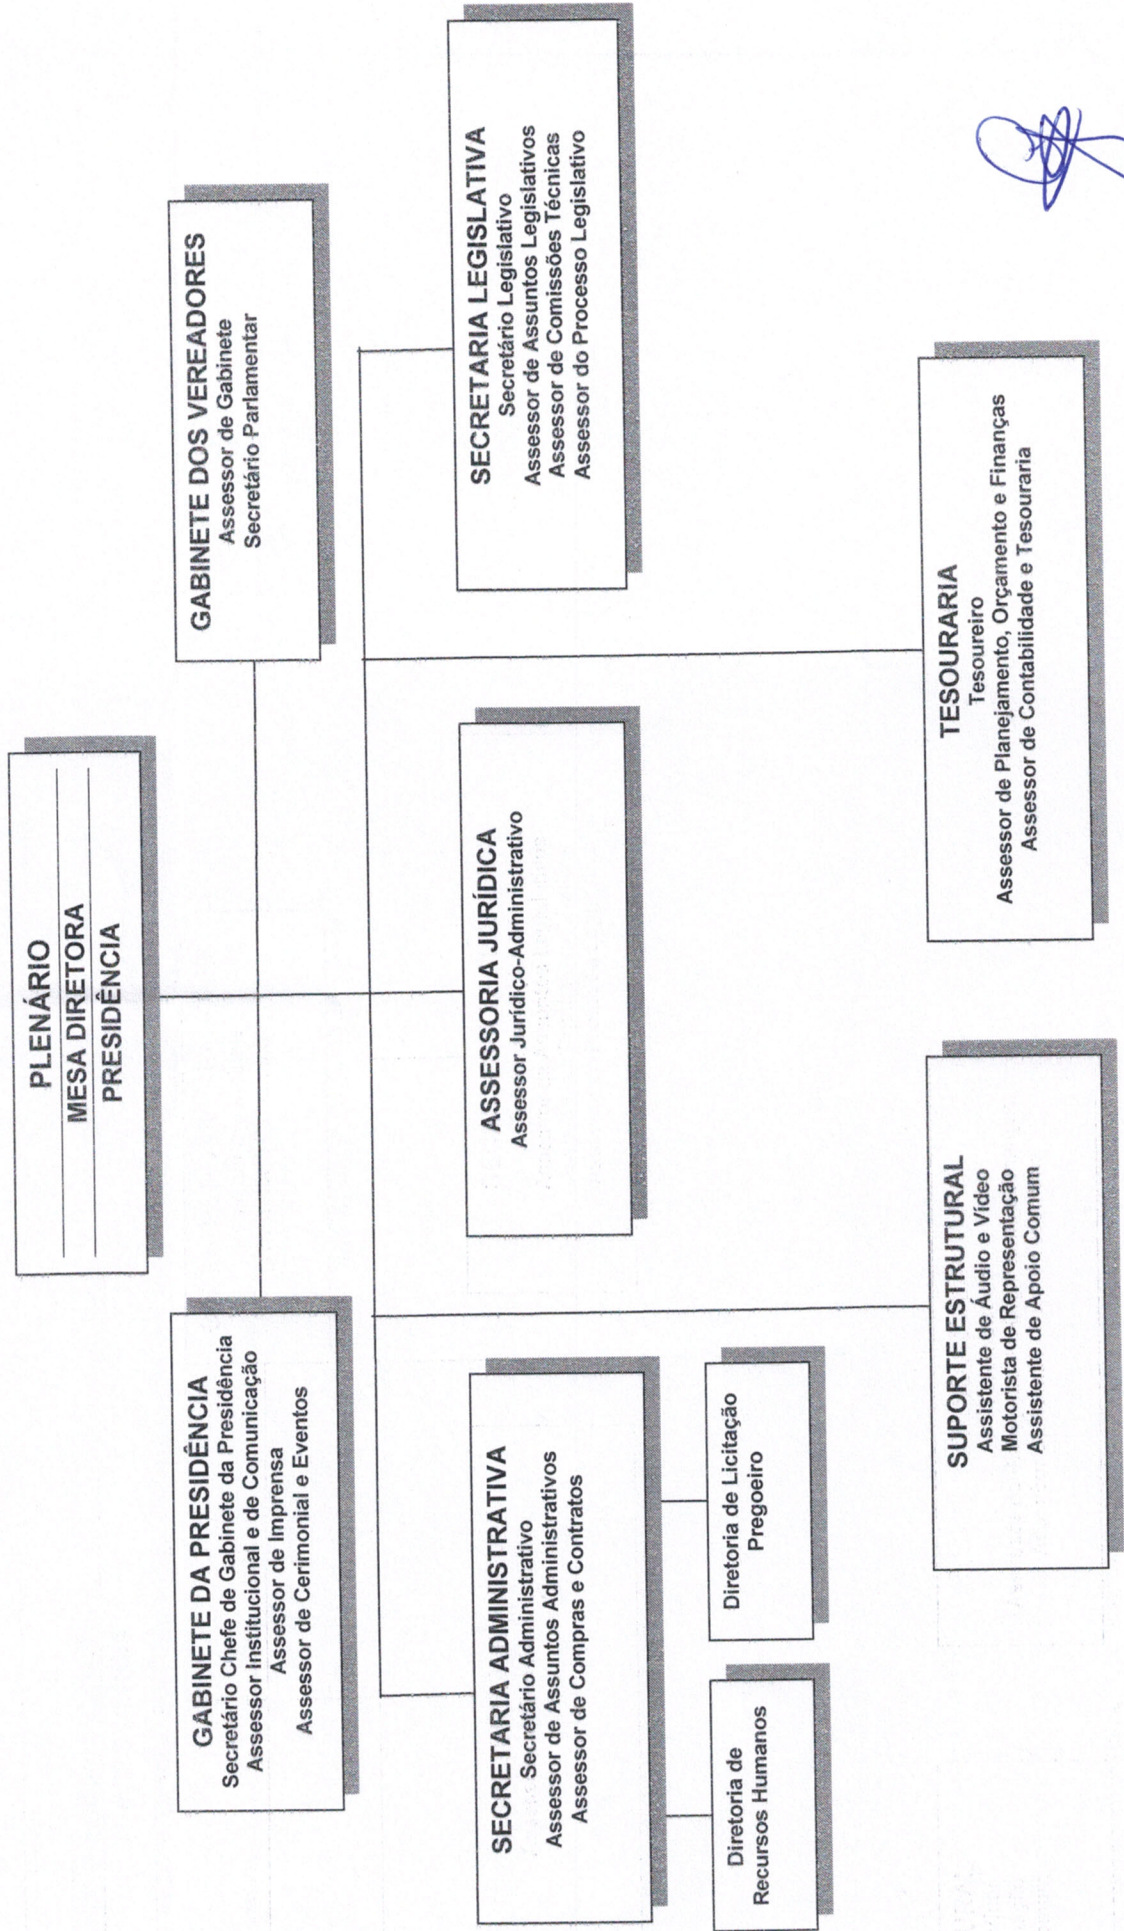 PLENÁRIO
MESA DIRETORA
PRESIDÊNCIA
GABINETE DA PRESIDÊNCIA
Secretário Chefe de Gabinete da Presidência
Assessor Institucional e de Comunicação
Assessor de Imprensa
Assessor de Cerimonial e Eventos
GABINETE DOS VEREADORES
Assessor de Gabinete
Secretário Parlamentar
SECRETARIA ADMINISTRATIVA
Secretário Administrativo
Assessor de Assuntos Administrativos
Assessor de Compras e Contratos
ASSESSORIA JURÍDICA
Assessor Jurídico-Administrativo
SECRETARIA LEGISLATIVA
Secretário Legislativo
Assessor de Assuntos Legislativos
Assessor de Comissões Técnicas
Assessor do Processo Legislativo
Diretoria de
Recursos Humanos
Diretoria de Licitação
Pregoeiro
SUPORTE ESTRUTURAL
Assistente de Áudio e Vídeo
Motorista de Representação
Assistente de Apoio Comum
TESOURARIA
Tesoureiro
Assessor de Planejamento, Orçamento e Finanças
Assessor de Contabilidade e Tesouraria